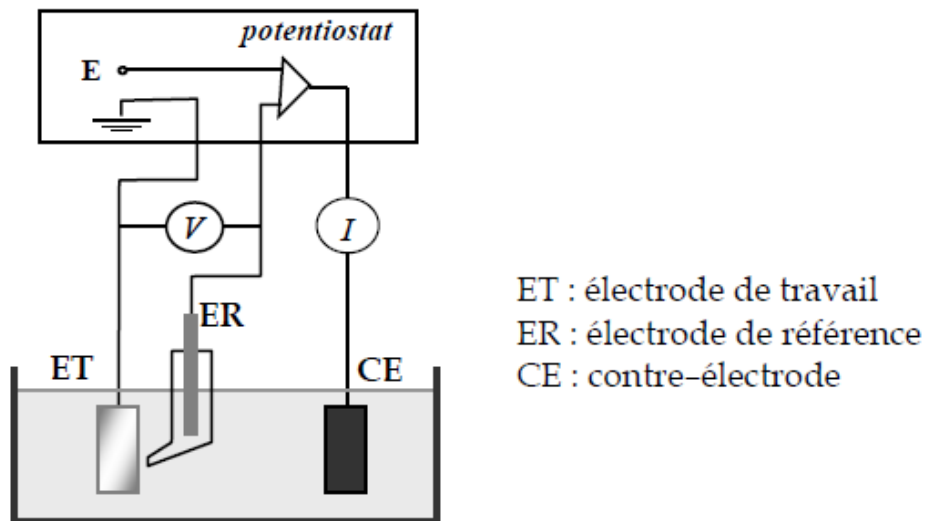 potentiostat
E
V
I
ER
ET
CE
ET : électrode de travail
ER : électrode de référence
CE : contre–électrode